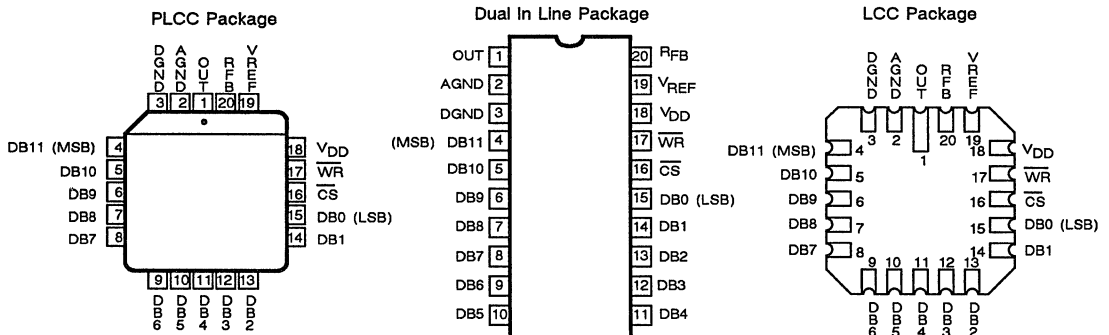 PLCC Package
DGND AGND OUT RFB VREF
3 2 1 20 19
DB11 (MSB) 4
DB10 5
DB9 6
DB8 7
DB7 8
18 VDD
17 WR
16 CS
15 DB0 (LSB)
14 DB1
9 10 11 12 13
DB6 DB5 DB4 DB3 DB2
Dual In Line Package
OUT 1
AGND 2
DGND 3
(MSB) DB11 4
DB10 5
DB9 6
DB8 7
DB7 8
DB6 9
DB5 10
20 RFB
19 VREF
18 VDD
17 WR
16 CS
15 DB0 (LSB)
14 DB1
13 DB2
12 DB3
11 DB4
LCC Package
DGND AGND OUT RFB VREF
3 2 1 20 19
DB11 (MSB) 4
DB10 5
DB9 6
DB8 7
DB7 8
18 VDD
17 WR
16 CS
15 DB0 (LSB)
14 DB1
9 10 11 12 13
DB6 DB5 DB4 DB3 DB2